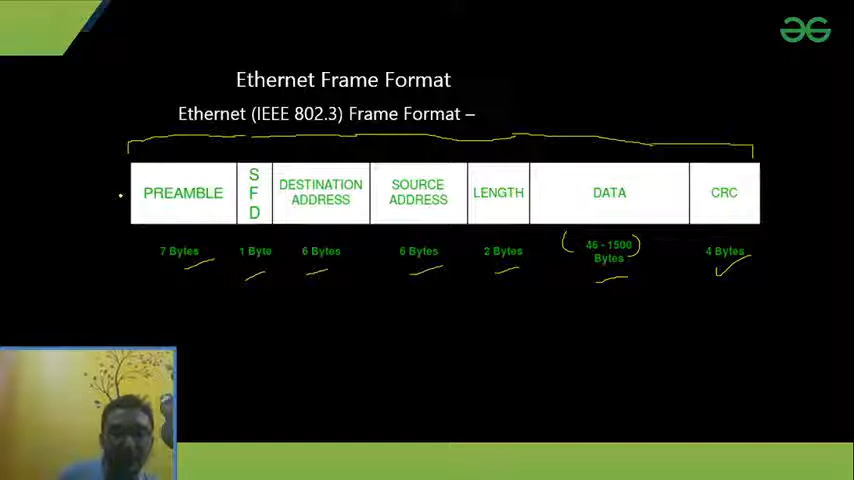 Ethernet Frame Format
Ethernet (IEEE 802.3) Frame Format –
PREAMBLE
SFD
DESTINATION
ADDRESS
SOURCE
ADDRESS
LENGTH
DATA
CRC
7 Bytes
1 Byte
6 Bytes
6 Bytes
2 Bytes
46 - 1500
Bytes
4 Bytes